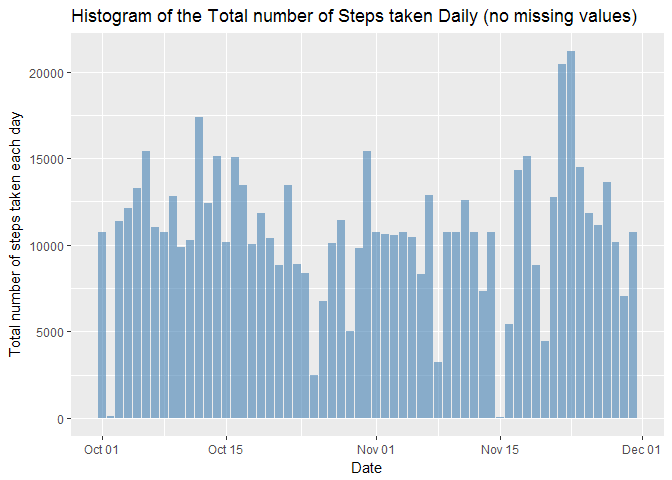 Histogram of the Total number of Steps taken Daily (no missing values)
Total number of steps taken each day
20000
15000
10000
5000
0
Oct 01
Oct 15
Nov 01
Nov 15
Dec 01
Date